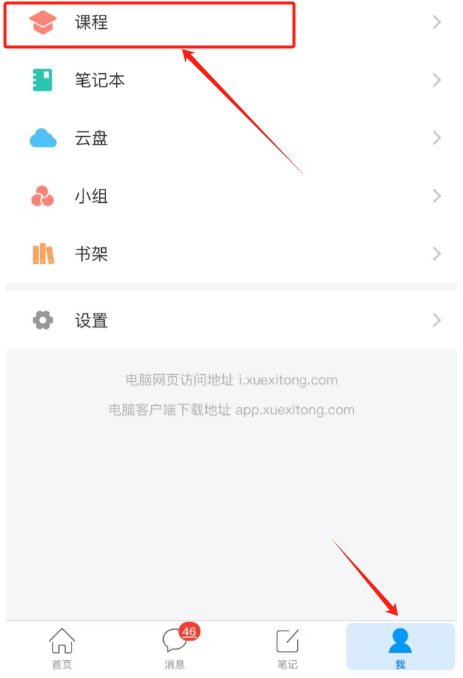 课程
笔记本
云盘
小组
书架
设置
电脑网页访问地址 i.xuexitong.com
电脑客户端下载地址 app.xuexitong.com
46
首页
消息
笔记
我